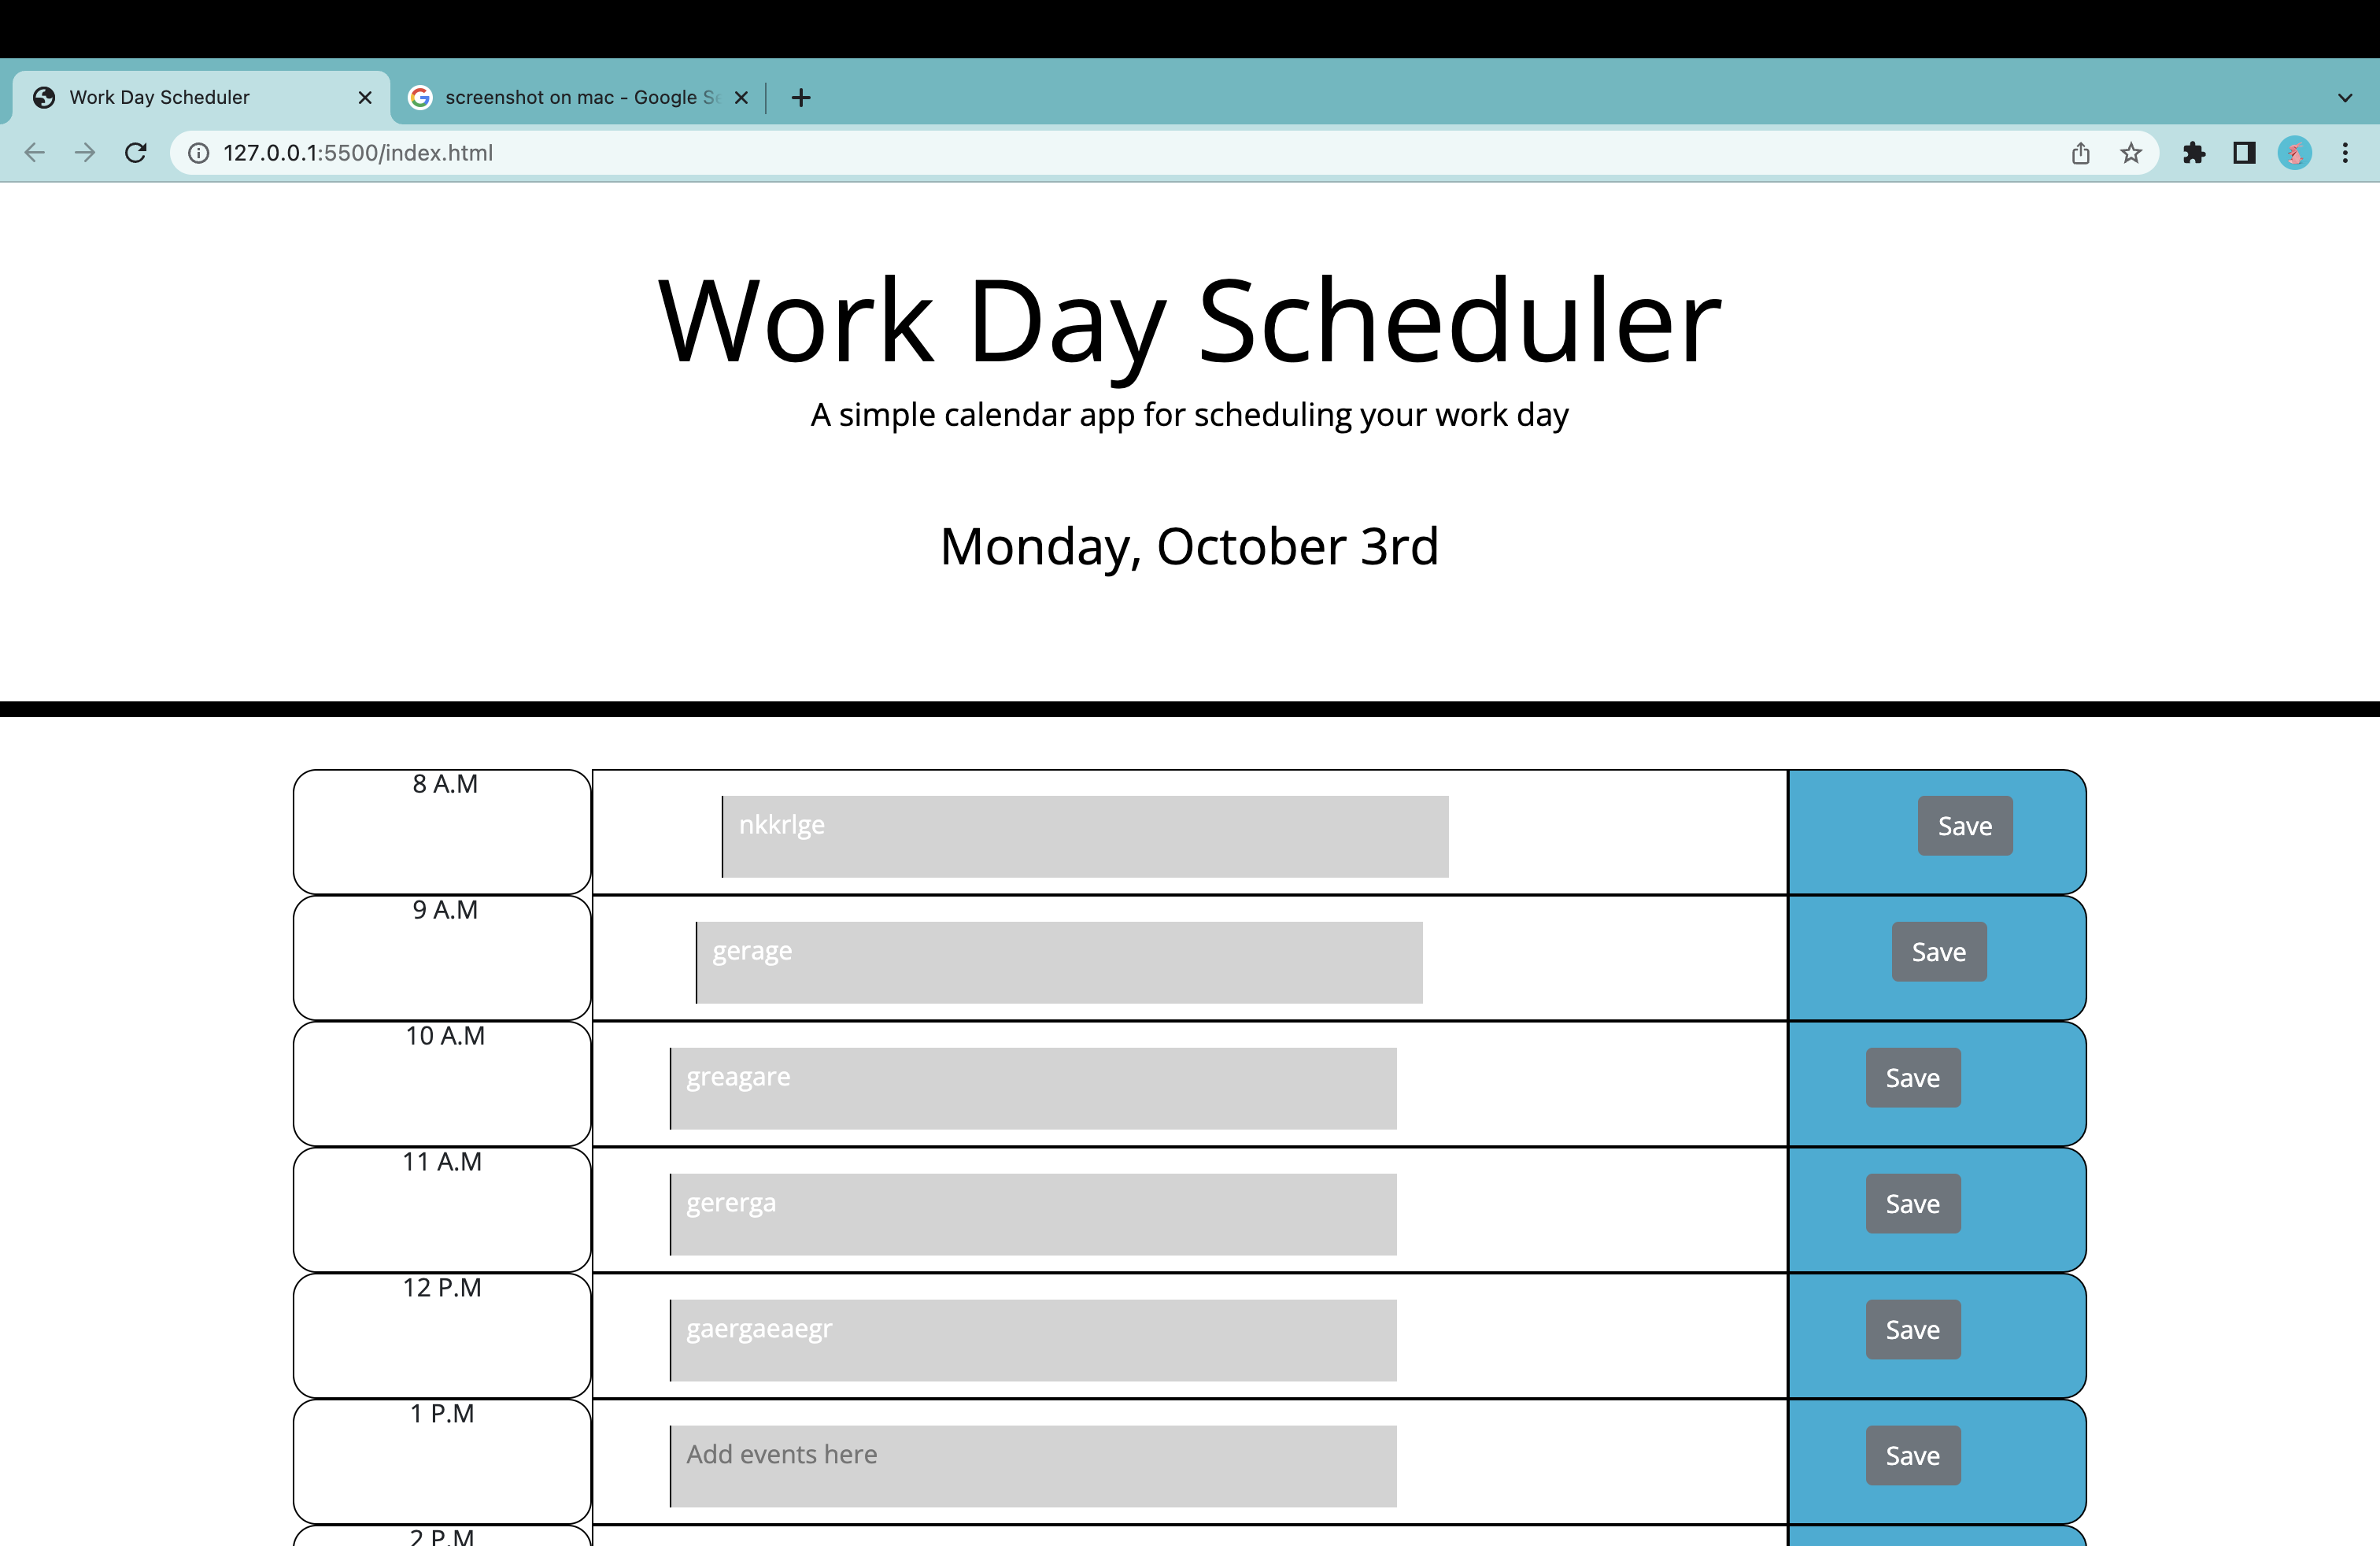 Work Day Scheduler
screenshot on mac - Google Se
127.0.0.1:5500/index.html
Work Day Scheduler
A simple calendar app for scheduling your work day
Monday, October 3rd
8 A.M
nkkrlge
Save
9 A.M
gerage
Save
10 A.M
greagare
Save
11 A.M
gererga
Save
12 P.M
gaergaeaegr
Save
1 P.M
Add events here
Save
2 P.M